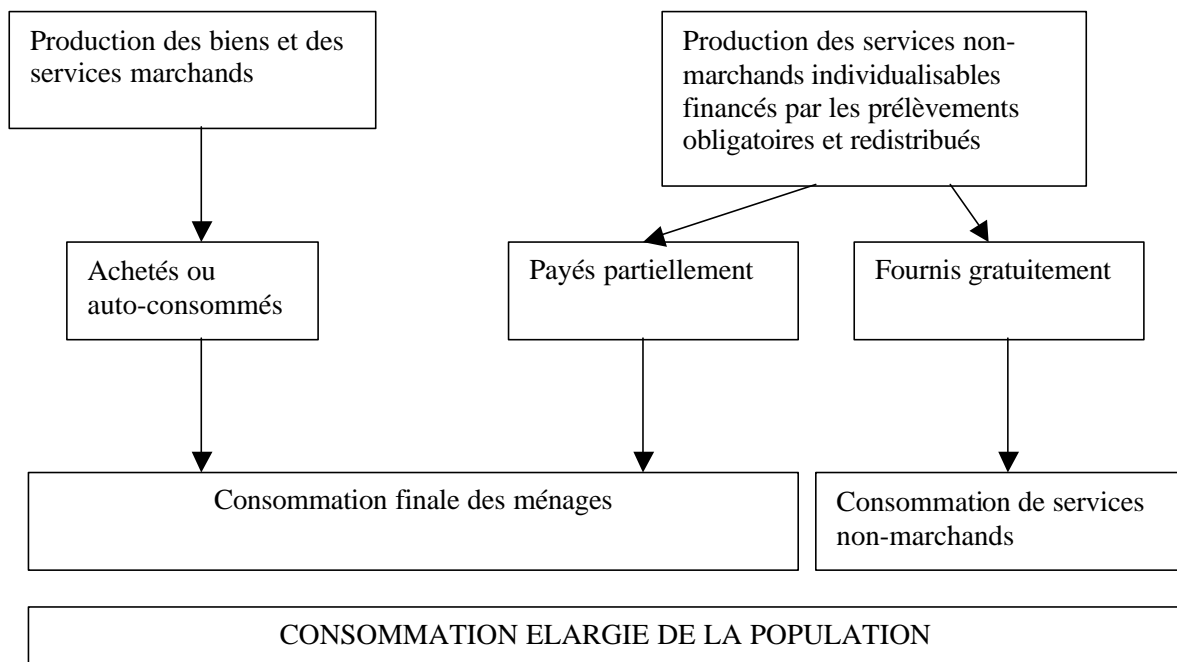 Production des biens et des
services marchands
Production des services non-
marchands individualisables
financés par les prélèvements
obligatoires et redistribués
Achetés ou
auto-consommés
Payés partiellement
Fournis gratuitement
Consommation finale des ménages
Consommation de services
non-marchands
CONSOMMATION ELARGIE DE LA POPULATION